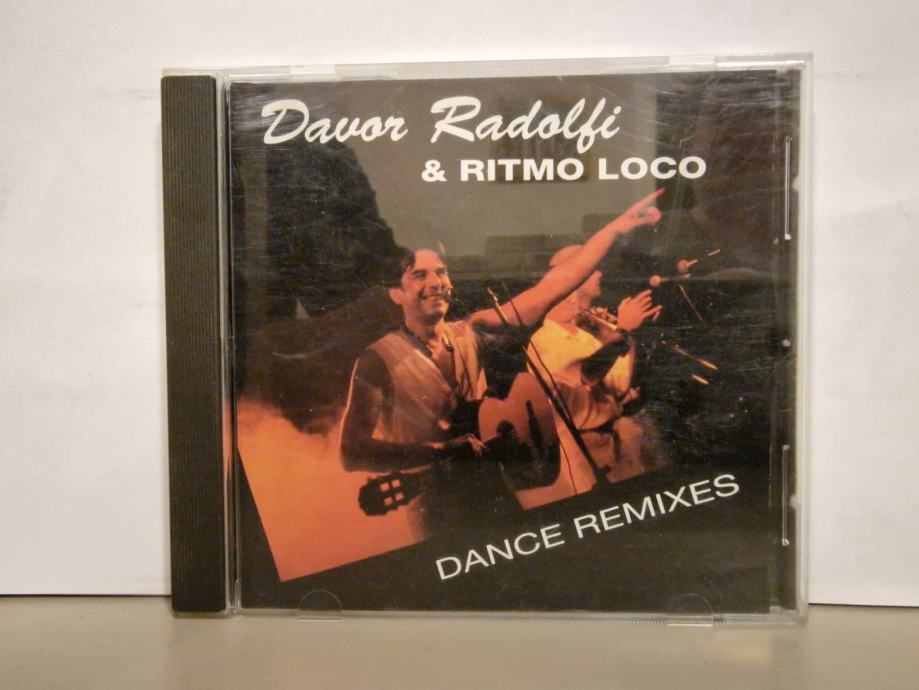 Davor Radolfi
& RITMO LOCO
DANCE REMIXES